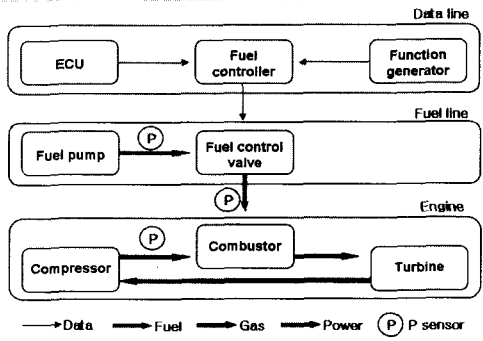 Data line
ECU
Fuel
controller
Function
generator
Fuel line
Fuel pump
P
Fuel control
valve
P
Engine
Compressor
P
Combustor
Turbine
Data
Fuel
Gas
Power
P P sensor